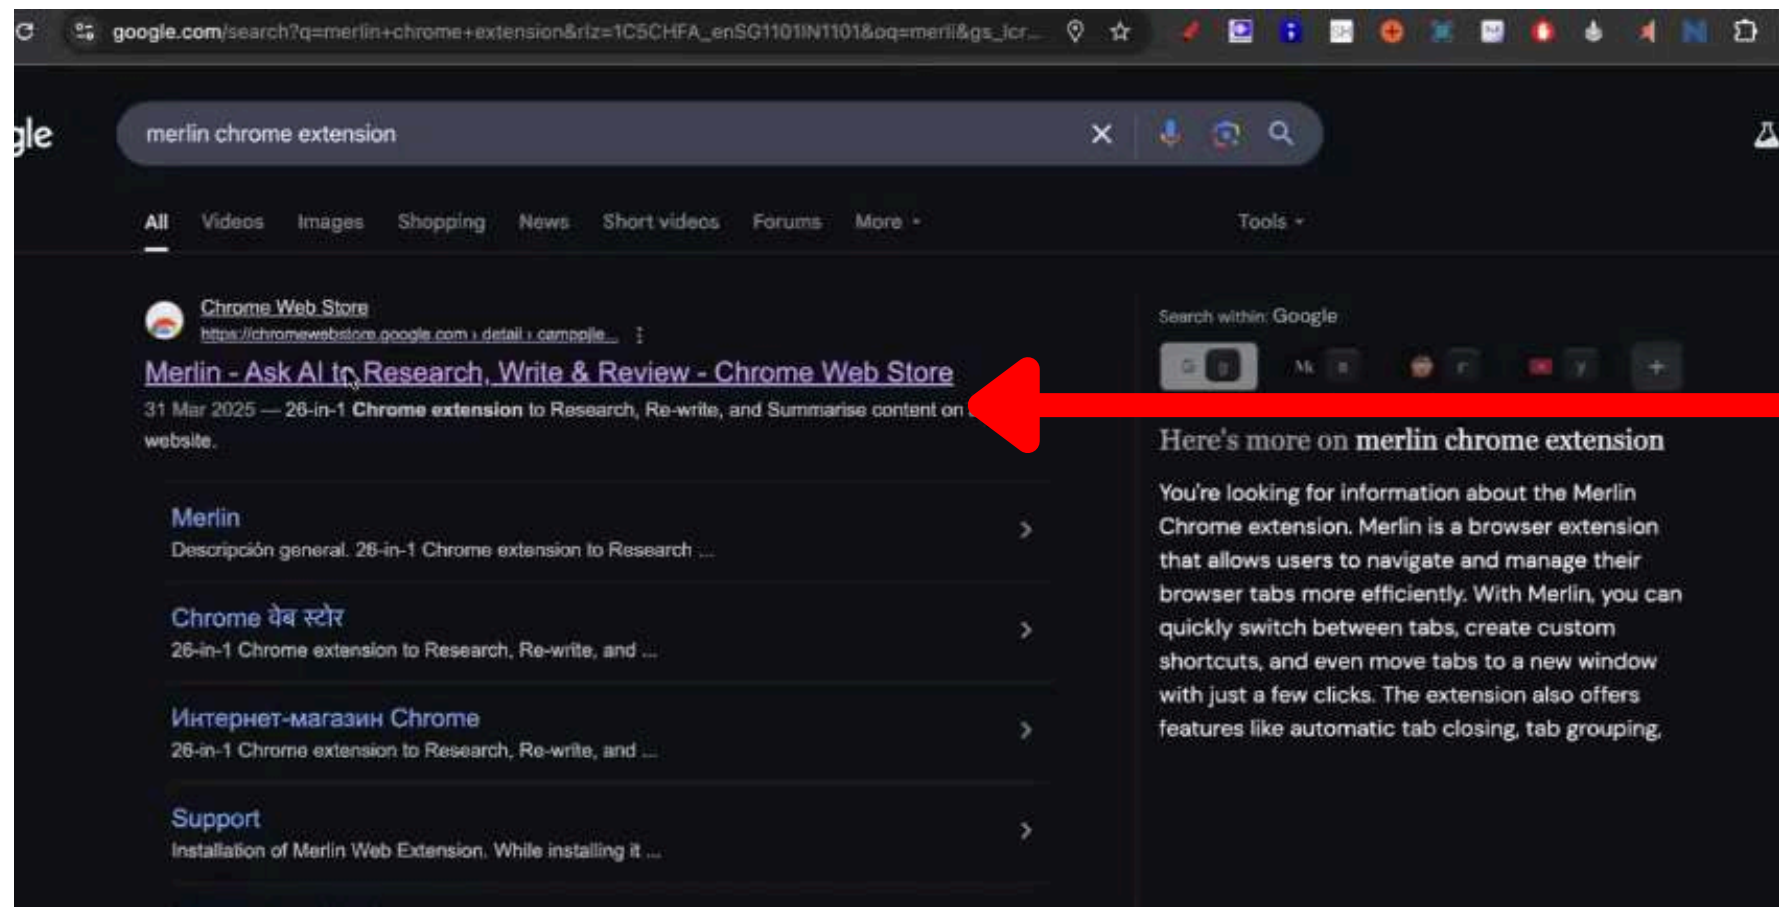 google.com/search?q=merlin+chrome+extension&rlz=1C5CHFA_enSG1101IN1101&oq=merli&gs_lcr...
gle
merlin chrome extension
All Videos Images Shopping News Short videos Forums More Tools
Chrome Web Store
https://chromewebstore.google.com › detail › camppjle...
Merlin - Ask AI to Research, Write & Review - Chrome Web Store
31 Mar 2025 — 26-in-1 Chrome extension to Research, Re-write, and Summarise content on
website.
Merlin
Descripción general. 26-in-1 Chrome extension to Research ...
Chrome वेब स्टोर
26-in-1 Chrome extension to Research, Re-write, and ...
Интернет-магазин Chrome
26-in-1 Chrome extension to Research, Re-write, and ...
Support
Installation of Merlin Web Extension. While installing it ...
Search within: Google
Here's more on merlin chrome extension
You're looking for information about the Merlin
Chrome extension. Merlin is a browser extension
that allows users to navigate and manage their
browser tabs more efficiently. With Merlin, you can
quickly switch between tabs, create custom
shortcuts, and even move tabs to a new window
with just a few clicks. The extension also offers
features like automatic tab closing, tab grouping,